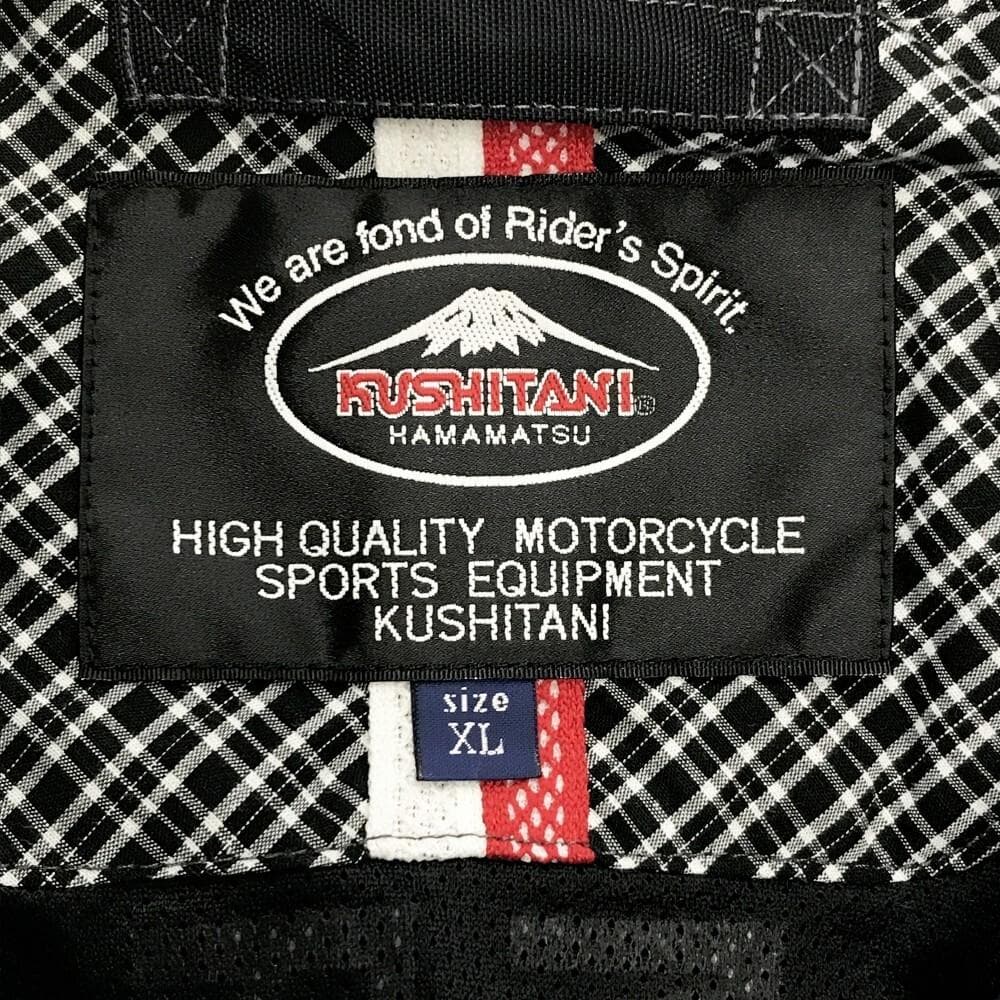 We are fond of Rider's Spirit.
KUSHITANI®
HAMAMATSU
HIGH QUALITY MOTORCYCLE
SPORTS EQUIPMENT
KUSHITANI
size
XL